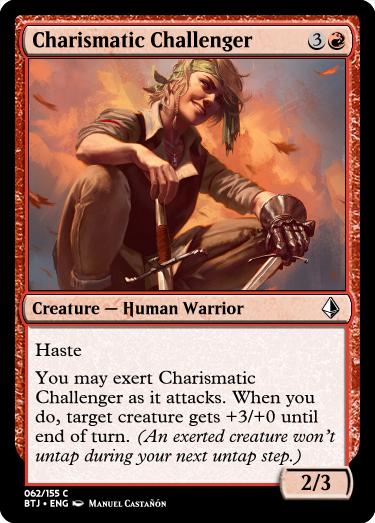 Charismatic Challenger 3
Creature — Human Warrior
Haste
You may exert Charismatic
Challenger as it attacks. When you
do, target creature gets +3/+0 until
end of turn. (An exerted creature won't
untap during your next untap step.)
2/3
062/155 C
BTJ • ENG Manuel Castañón